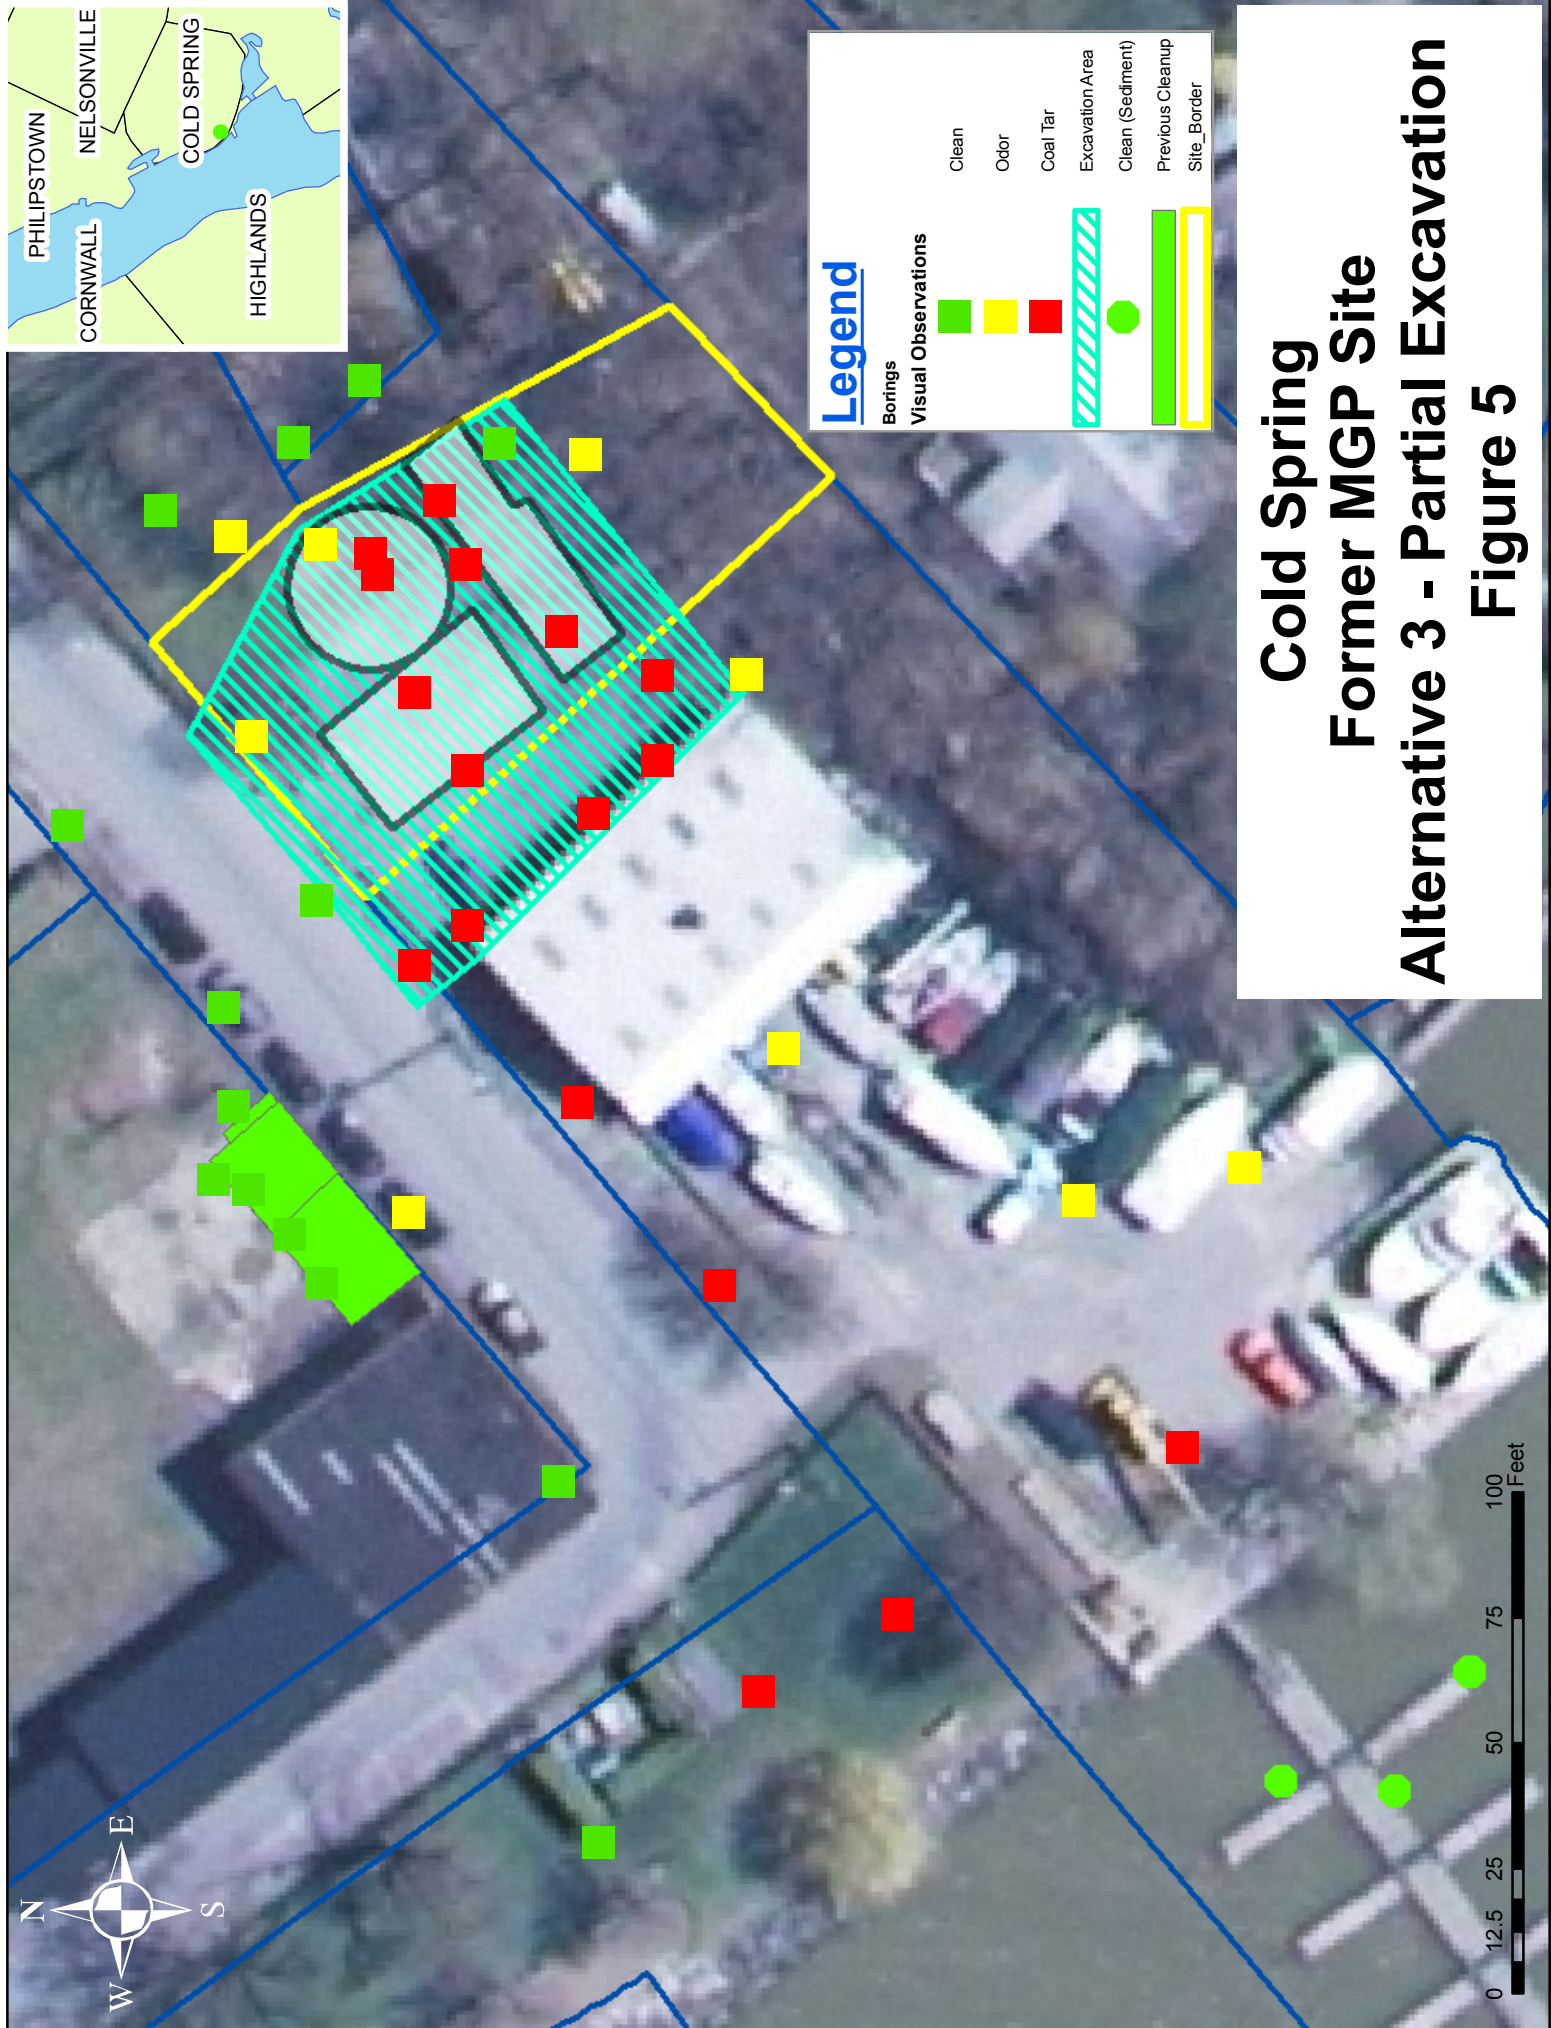 PHILIPSTOWN
NELSONVILLE
CORNWALL
COLD SPRING
HIGHLANDS
N
W
E
S
Legend
Borings
Visual Observations
Clean
Odor
Coal Tar
Excavation Area
Clean (Sediment)
Previous Cleanup
Site_Border
Cold Spring
Former MGP Site
Alternative 3 - Partial Excavation
Figure 5
0 12.5 25 50 75 100
Feet